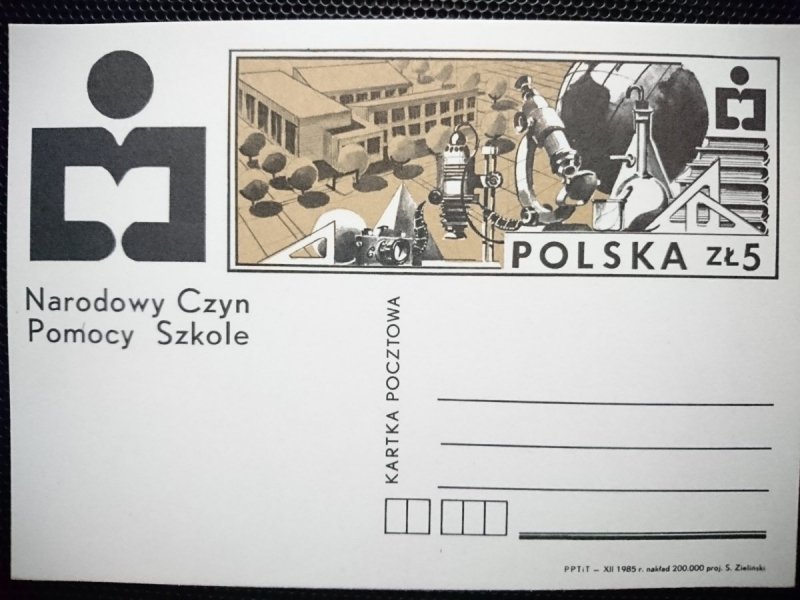 POLSKA ZŁ5
Narodowy Czyn
Pomocy Szkole
KARTKA POCZTOWA
PPTiT – XII 1985 r. nakład 200.000 proj. S. Zieliński